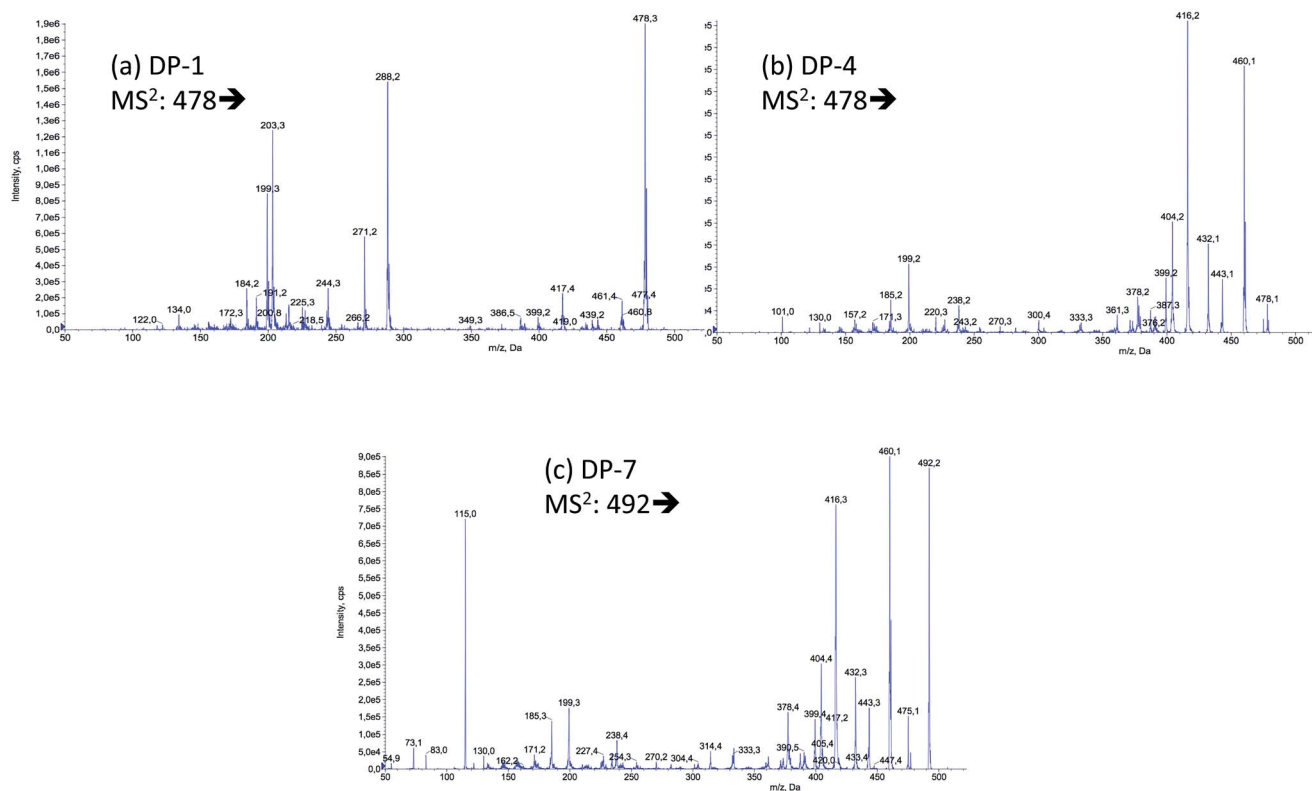 (a) DP-1
MS²: 478➔
Intensity, cps
1,9e6
1,8e6
1,7e6
1,6e6
1,5e6
1,4e6
1,3e6
1,2e6
1,1e6
1,0e6
9,0e5
8,0e5
7,0e5
6,0e5
5,0e5
4,0e5
3,0e5
2,0e5
1,0e5
0,0
122,0
134,0
172,3
184,2
191,2
199,3
200,8
203,3
218,5
225,3
244,3
266,2
271,2
288,2
349,3
386,5
399,2
417,4
419,0
439,2
461,4
460,8
477,4
478,3
50 100 150 200 250 300 350 400 450 500
m/z, Da
(b) DP-4
MS²: 478➔
e5
e5
e5
e5
e5
e5
e5
e5
e5
e5
e5
e5
e4
,0
101,0
130,0
157,2
171,3
185,2
199,2
220,3
238,2
243,2
270,3
300,4
333,3
361,3
378,2
376,2
387,3
399,2
404,2
416,2
432,1
443,1
460,1
478,1
50 100 150 200 250 300 350 400 450 500
m/z, Da
(c) DP-7
MS²: 492➔
Intensity, cps
9,0e5
8,5e5
8,0e5
7,5e5
7,0e5
6,5e5
6,0e5
5,5e5
5,0e5
4,5e5
4,0e5
3,5e5
3,0e5
2,5e5
2,0e5
1,5e5
1,0e5
5,0e4
0,0
54,9
73,1
83,0
115,0
130,0
162,2
171,2
185,3
199,3
227,4
238,4
254,3
270,2
304,4
314,4
333,3
378,4
390,5
399,4
404,4
405,4
416,3
417,2
420,0
432,3
433,4
443,3
447,4
460,1
475,1
492,2
50 100 150 200 250 300 350 400 450 500
m/z, Da